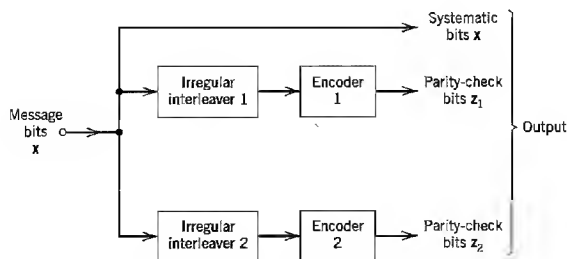 Systematic
bits x
Irregular
interleaver 1
Encoder
1
Parity-check
bits z1
Message
bits
x
Output
Irregular
interleaver 2
Encoder
2
Parity-check
bits z2